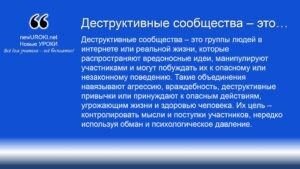 Деструктивные сообщества – это…
newUROKI.net
Новые УРОКИ
Всё для учителя – всё бесплатно!
Деструктивные сообщества – это группы людей в
интернете или реальной жизни, которые
распространяют вредоносные идеи, манипулируют
участниками и могут побуждать их к опасному или
незаконному поведению. Такие объединения
навязывают агрессию, враждебность, деструктивные
привычки или принуждают к опасным действиям,
угрожающим жизни и здоровью человека. Их цель –
контролировать мысли и поступки участников, нередко
используя обман и психологическое давление.